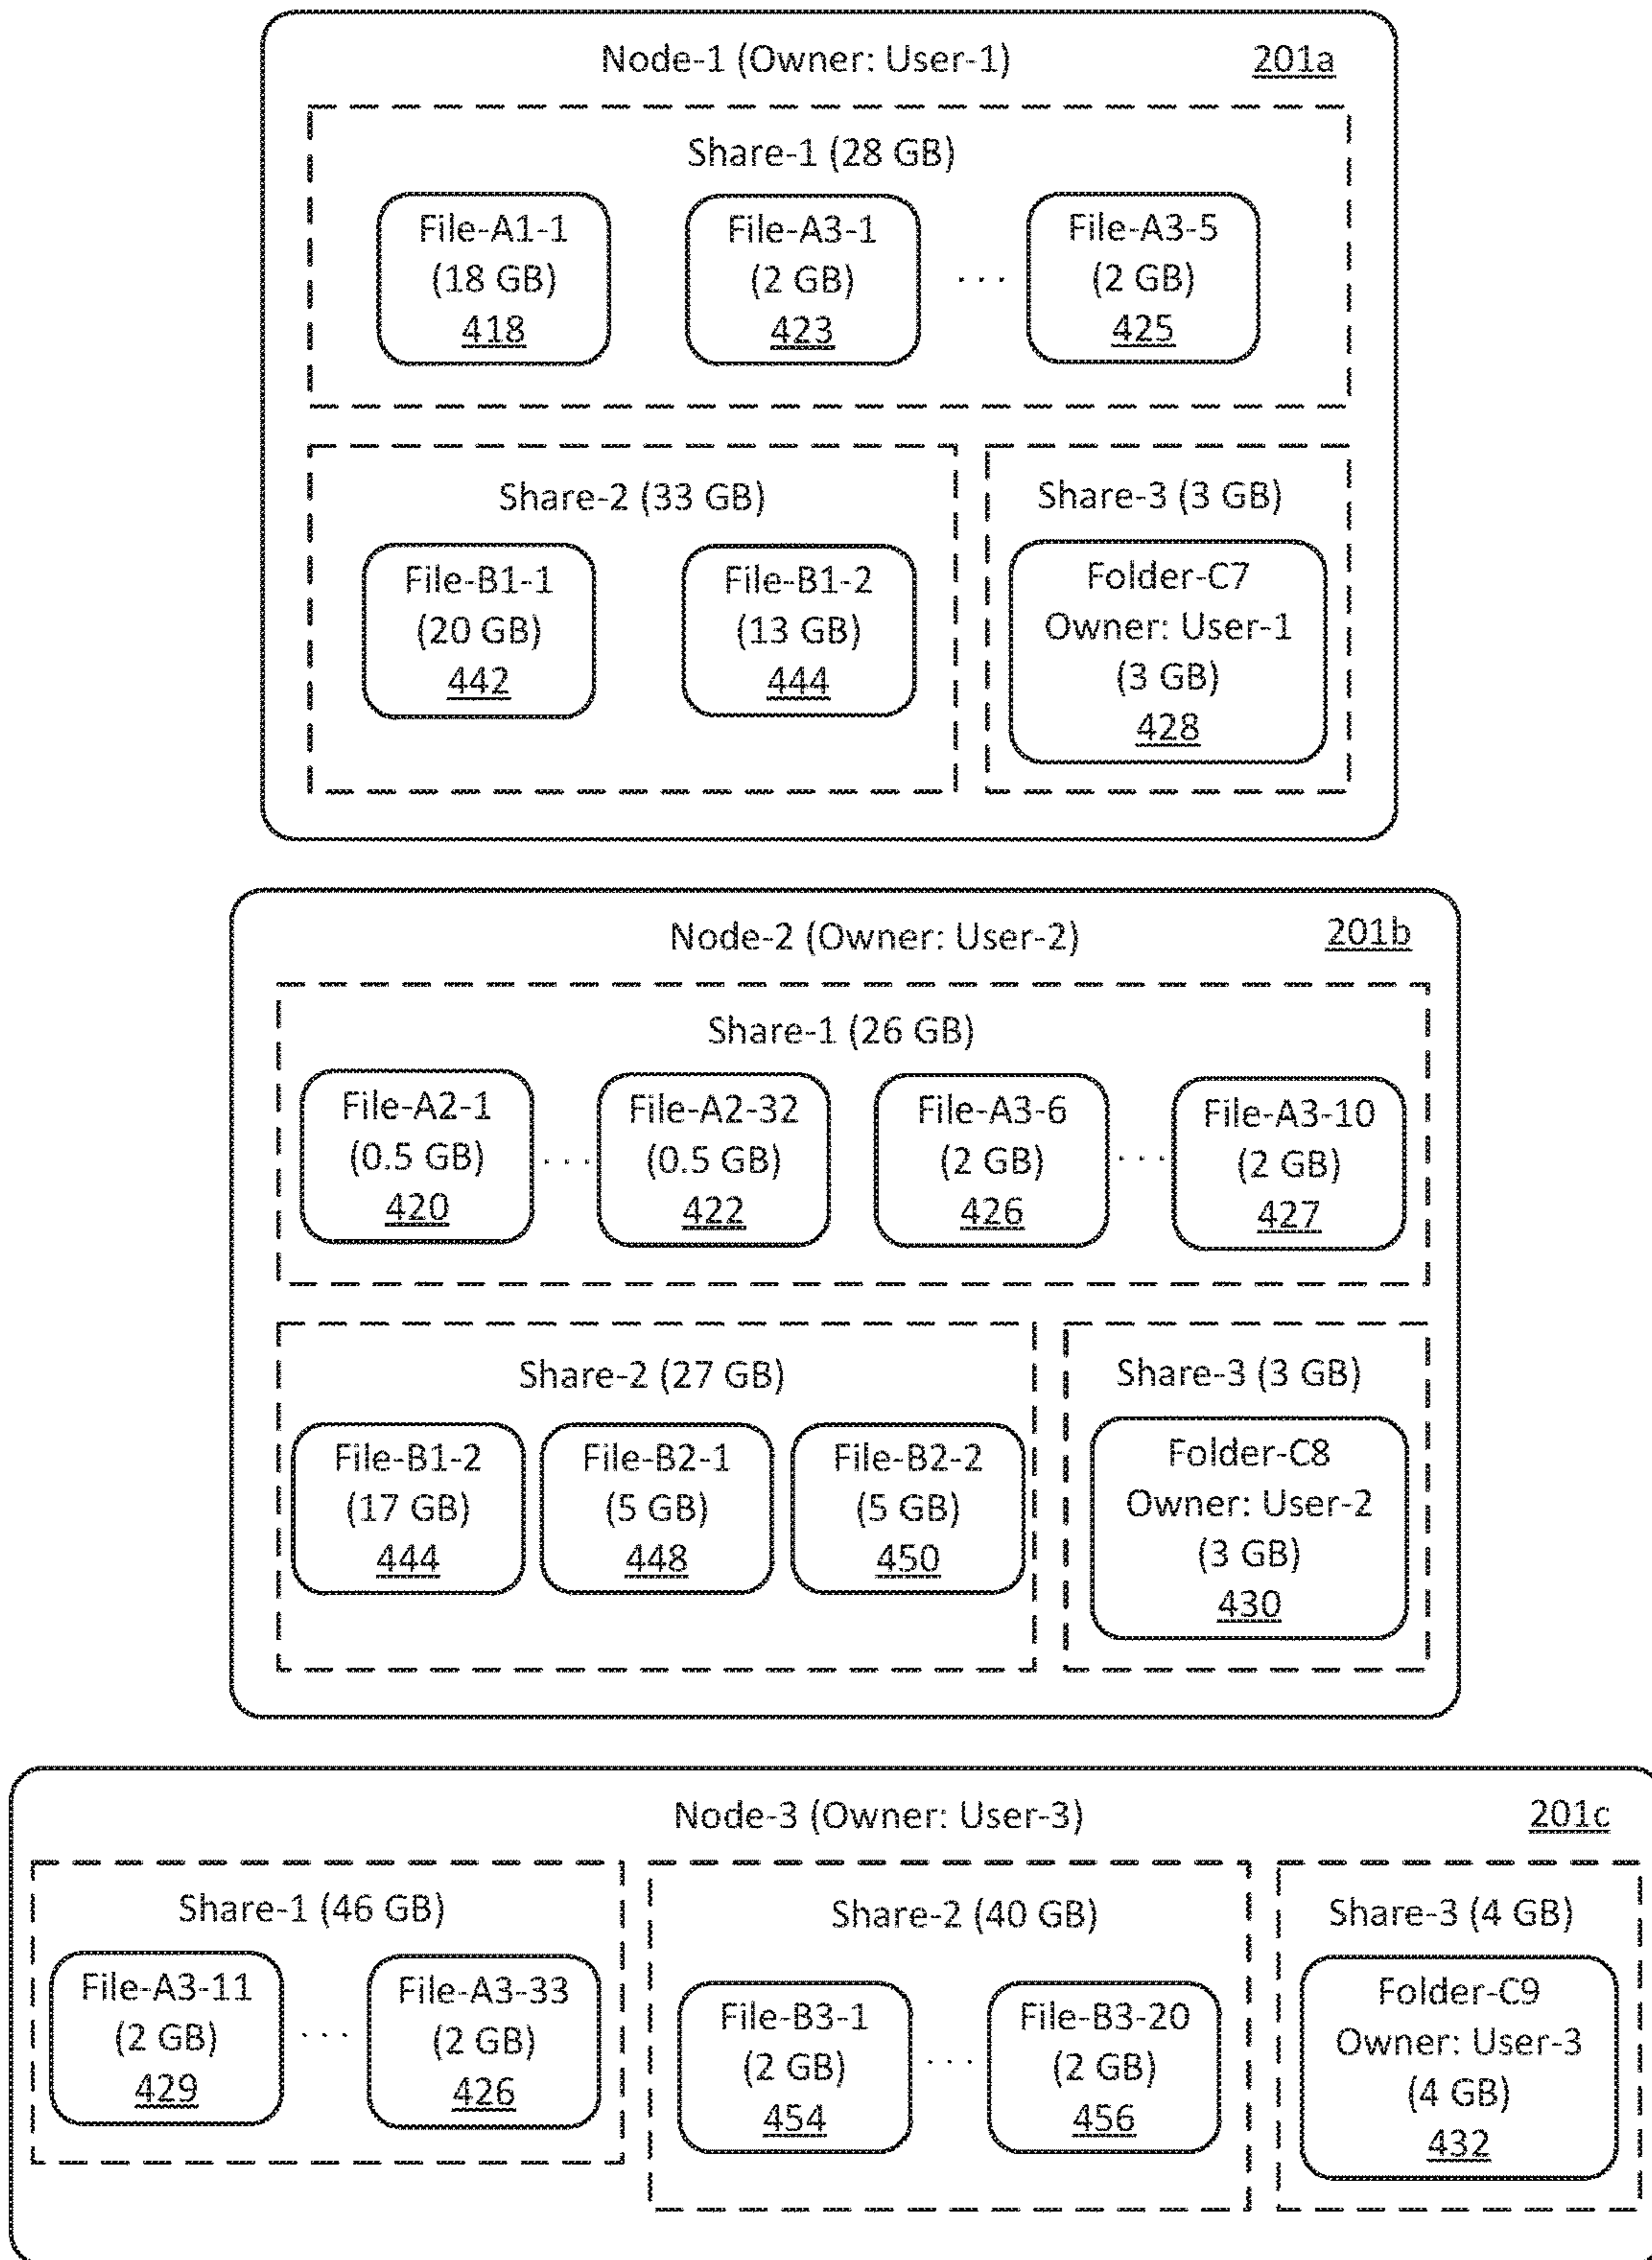 Node-1 (Owner: User-1) 201a
Share-1 (28 GB)
File-A1-1 File-A3-1 File-A3-5
(18 GB) (2 GB) . . . (2 GB)
418 423 425
Share-2 (33 GB) Share-3 (3 GB)
File-B1-1 File-B1-2 Folder-C7
(20 GB) (13 GB) Owner: User-1
442 444 (3 GB)
428
Node-2 (Owner: User-2) 201b
Share-1 (26 GB)
File-A2-1 File-A2-32 File-A3-6 File-A3-10
(0.5 GB) . . . (0.5 GB) (2 GB) . . . (2 GB)
420 422 426 427
Share-2 (27 GB) Share-3 (3 GB)
File-B1-2 File-B2-1 File-B2-2 Folder-C8
(17 GB) (5 GB) (5 GB) Owner: User-2
444 448 450 (3 GB)
430
Node-3 (Owner: User-3) 201c
Share-1 (46 GB) Share-2 (40 GB) Share-3 (4 GB)
File-A3-11 File-A3-33 File-B3-1 File-B3-20 Folder-C9
(2 GB) . . . (2 GB) (2 GB) . . . (2 GB) Owner: User-3
429 426 454 456 (4 GB)
432